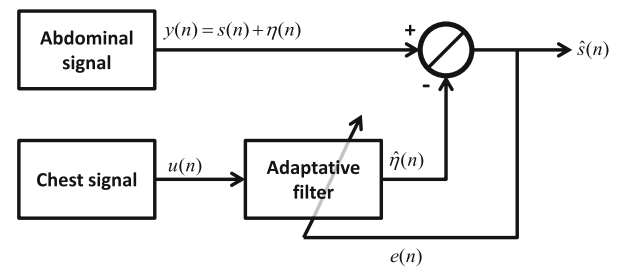 Abdominal
signal
y(n) = s(n) + η(n)
+
-
ŝ(n)
Chest signal
u(n)
Adaptative
filter
η̂(n)
e(n)